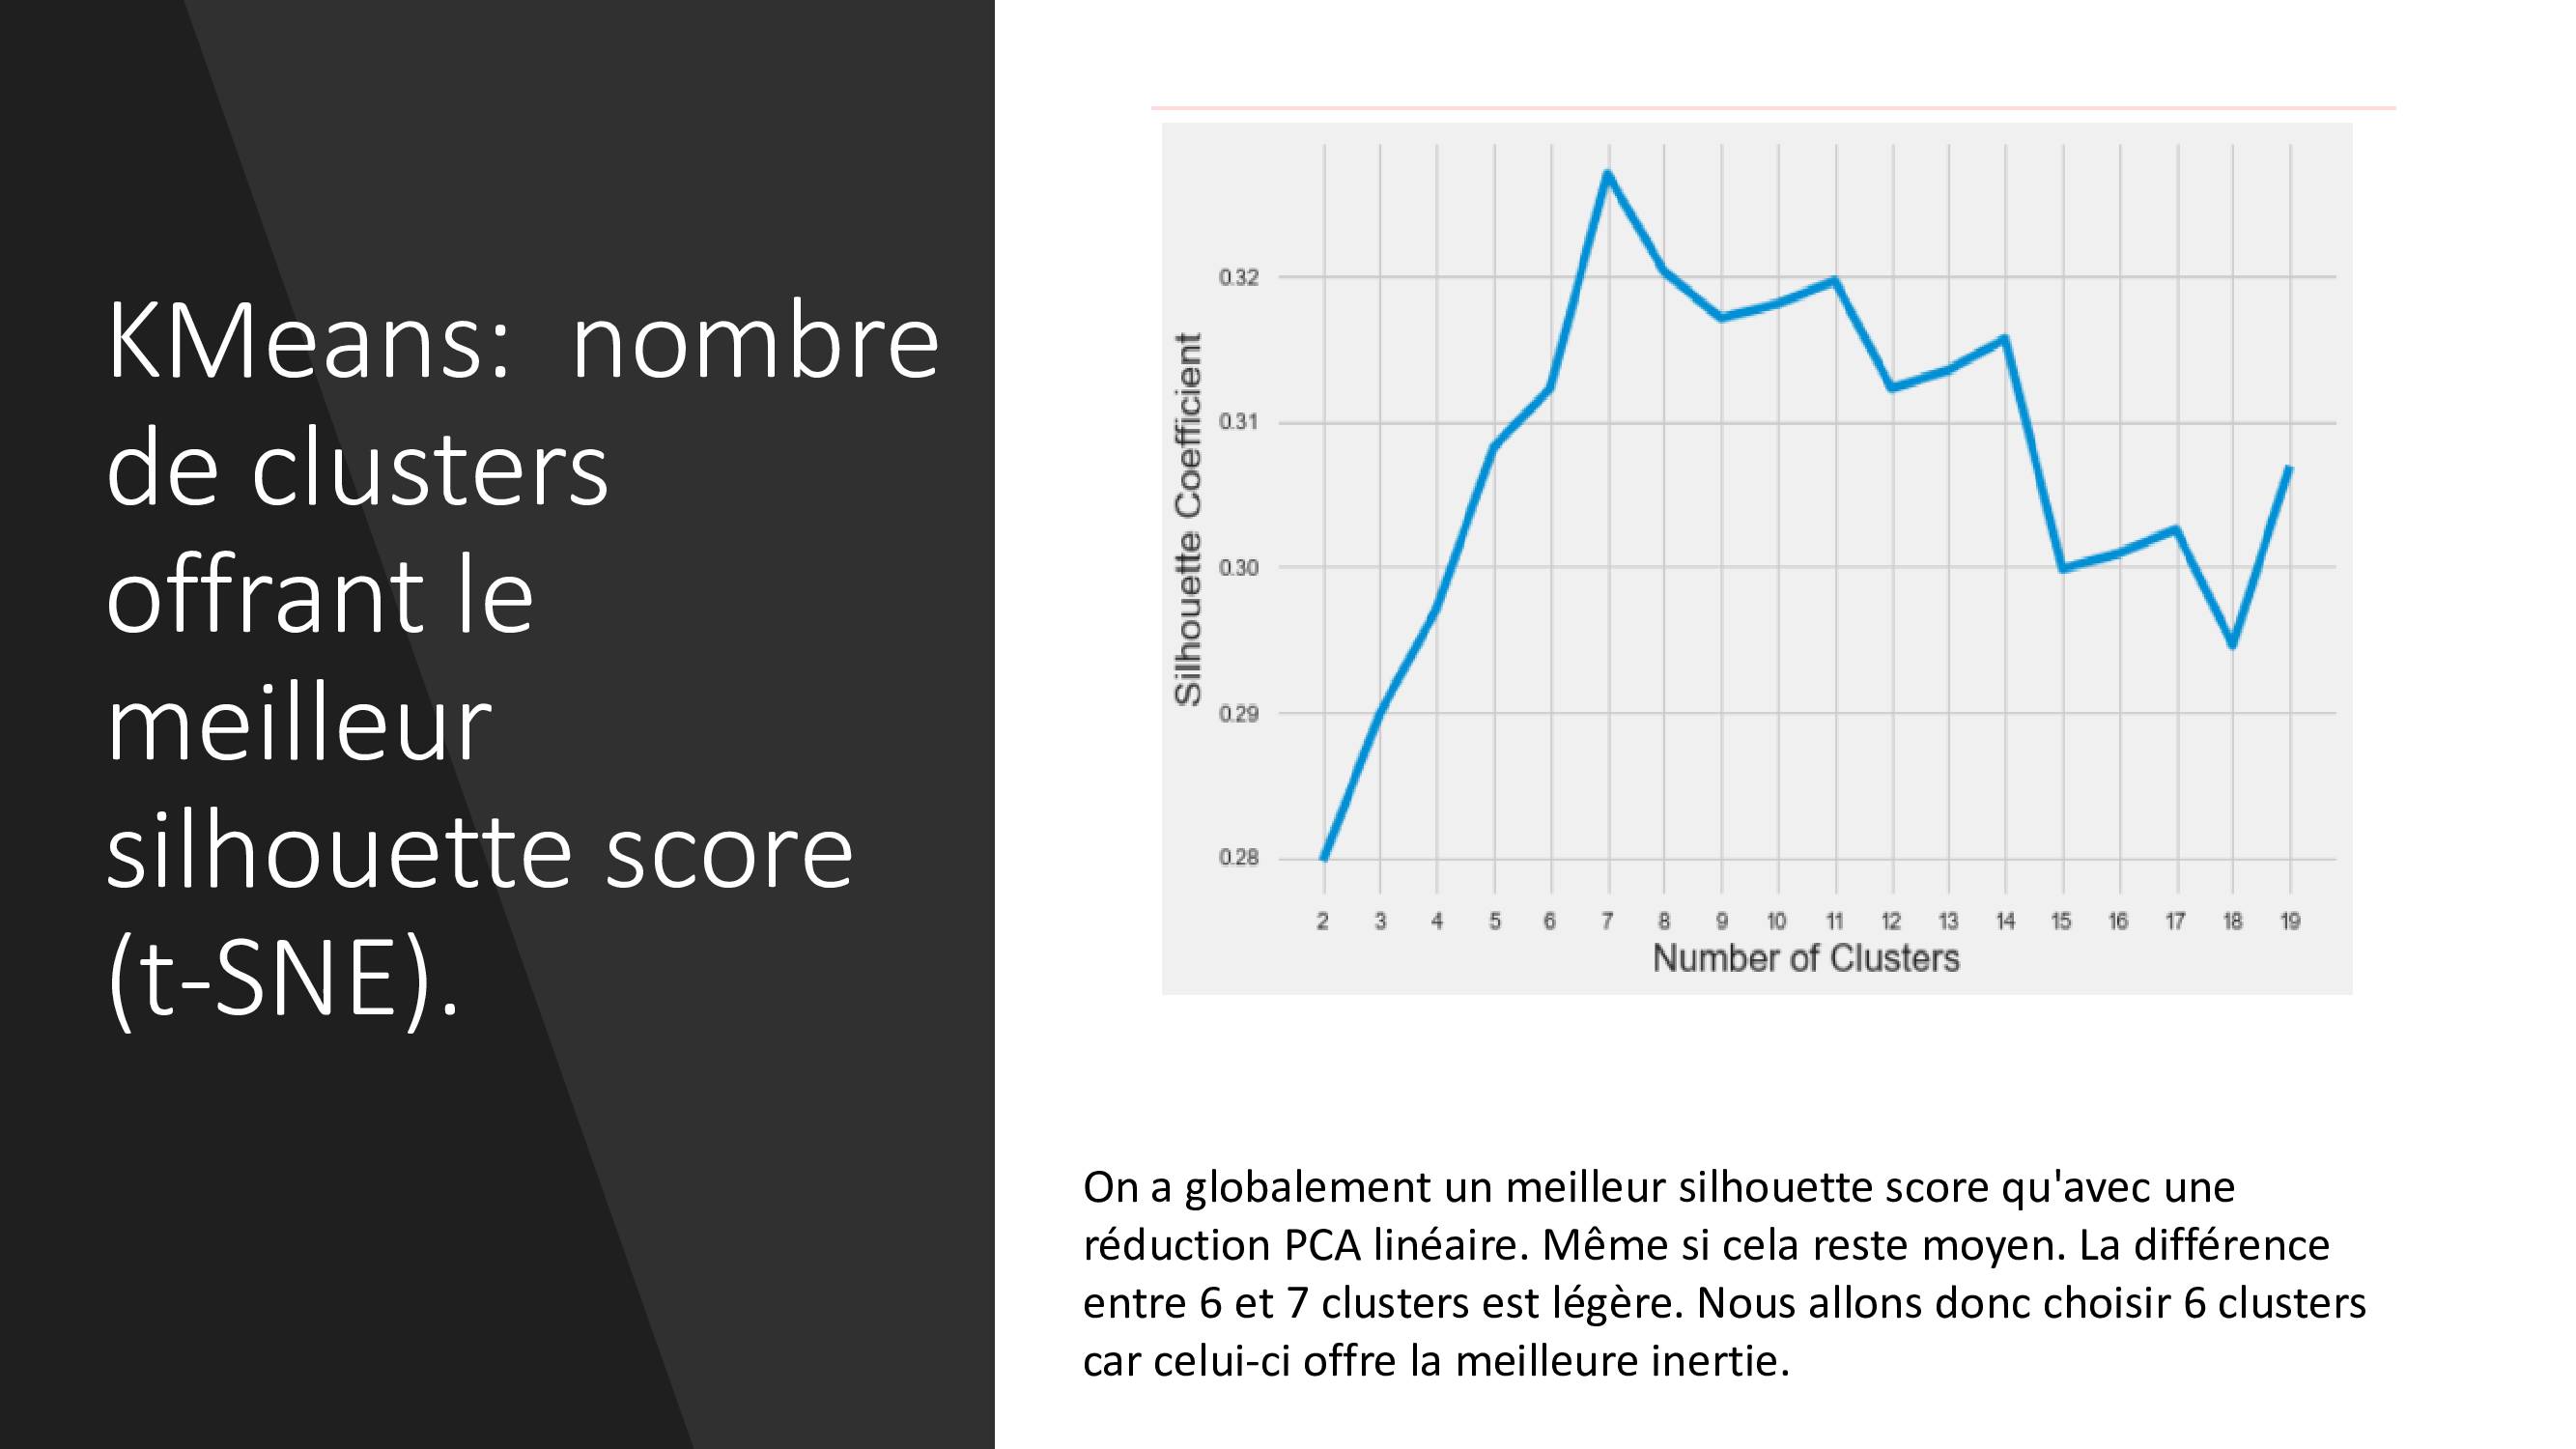 KMeans:  nombre
de clusters
offrant le
meilleur
silhouette score
(t-SNE).
0.32
0.31
0.30
0.29
0.28
Silhouette Coefficient
2 3 4 5 6 7 8 9 10 11 12 13 14 15 16 17 18 19
Number of Clusters
On a globalement un meilleur silhouette score qu'avec une
réduction PCA linéaire. Même si cela reste moyen. La différence
entre 6 et 7 clusters est légère. Nous allons donc choisir 6 clusters
car celui-ci offre la meilleure inertie.